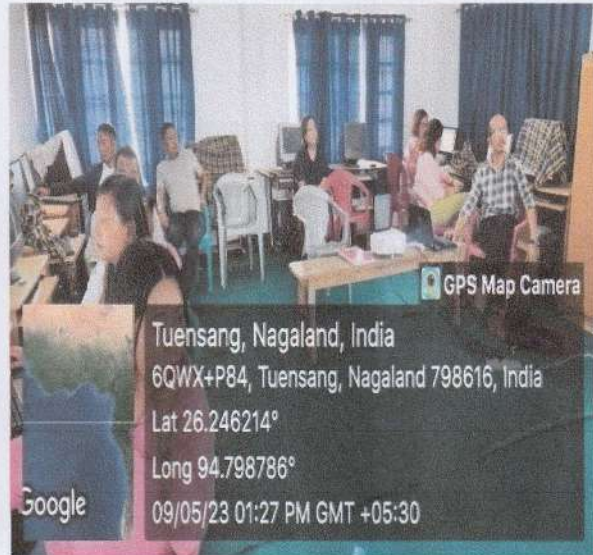 GPS Map Camera
Tuensang, Nagaland, India
6QWX+P84, Tuensang, Nagaland 798616, India
Lat 26.246214°
Long 94.798786°
09/05/23 01:27 PM GMT +05:30
Google